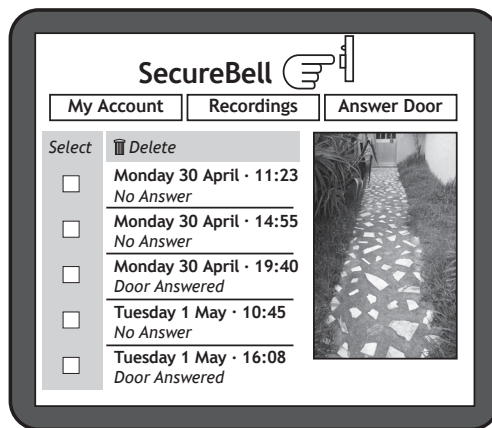 SecureBell
My Account Recordings Answer Door
Select Delete
Monday 30 April · 11:23
No Answer
Monday 30 April · 14:55
No Answer
Monday 30 April · 19:40
Door Answered
Tuesday 1 May · 10:45
No Answer
Tuesday 1 May · 16:08
Door Answered